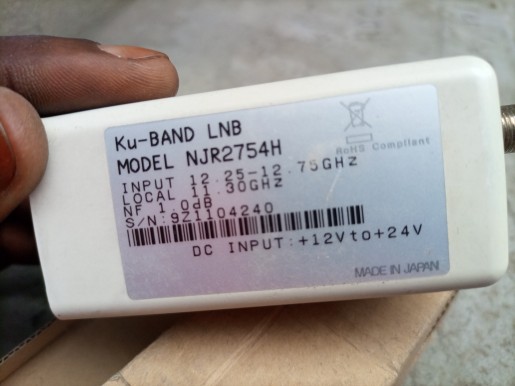 Ku-BAND LNB
MODEL NJR2754H
RoHS Compliant
INPUT 12.25-12.75GHz
LOCAL 11.30GHz
NF 1.0dB
S/N:9Z1104240
DC INPUT:+12Vto+24V
MADE IN JAPAN